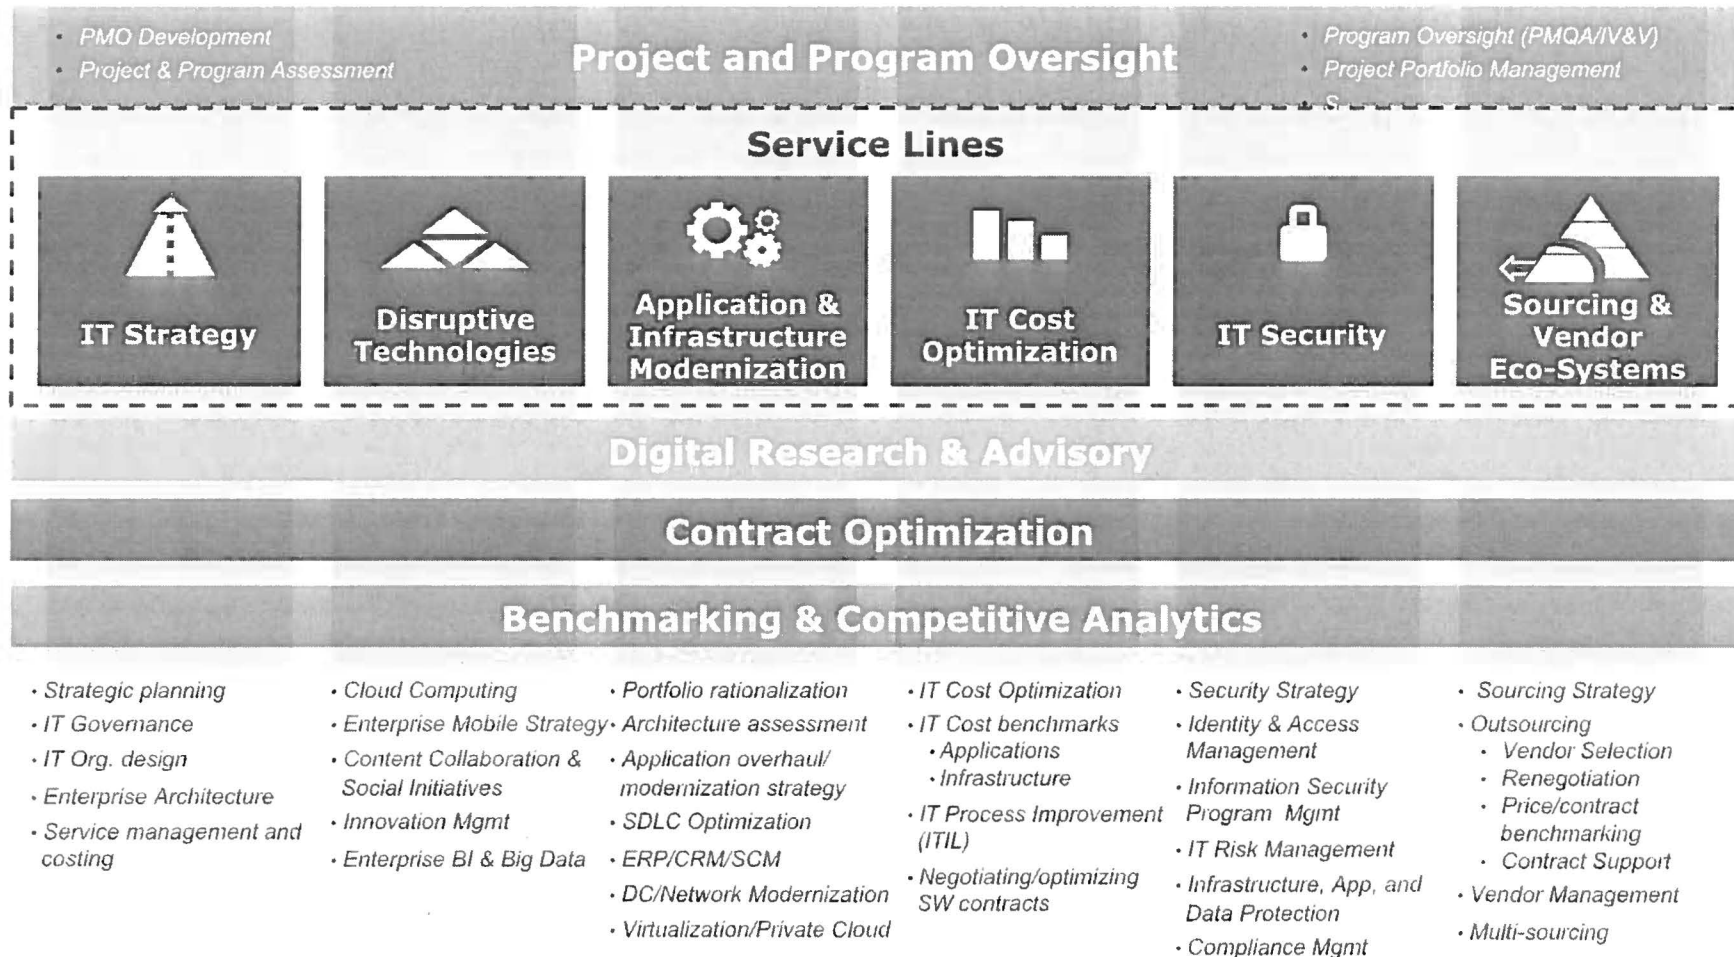 • PMO Development
• Project & Program Assessment
Project and Program Oversight
• Program Oversight (PMQA/IV&V)
• Project Portfolio Management
• S
Service Lines
IT Strategy
Disruptive
Technologies
Application &
Infrastructure
Modernization
IT Cost
Optimization
IT Security
Sourcing &
Vendor
Eco-Systems
Digital Research & Advisory
Contract Optimization
Benchmarking & Competitive Analytics
• Strategic planning
• IT Governance
• IT Org. design
• Enterprise Architecture
• Service management and
costing
• Cloud Computing
• Enterprise Mobile Strategy
• Content Collaboration &
Social Initiatives
• Innovation Mgmt
• Enterprise BI & Big Data
• Portfolio rationalization
• Architecture assessment
• Application overhaul/
modernization strategy
• SDLC Optimization
• ERP/CRM/SCM
• DC/Network Modernization
• Virtualization/Private Cloud
• IT Cost Optimization
• IT Cost benchmarks
• Applications
• Infrastructure
• IT Process Improvement
(ITIL)
• Negotiating/optimizing
SW contracts
• Security Strategy
• Identity & Access
Management
• Information Security
Program Mgmt
• IT Risk Management
• Infrastructure, App, and
Data Protection
• Compliance Mgmt
• Sourcing Strategy
• Outsourcing
• Vendor Selection
• Renegotiation
• Price/contract
benchmarking
• Contract Support
• Vendor Management
• Multi-sourcing